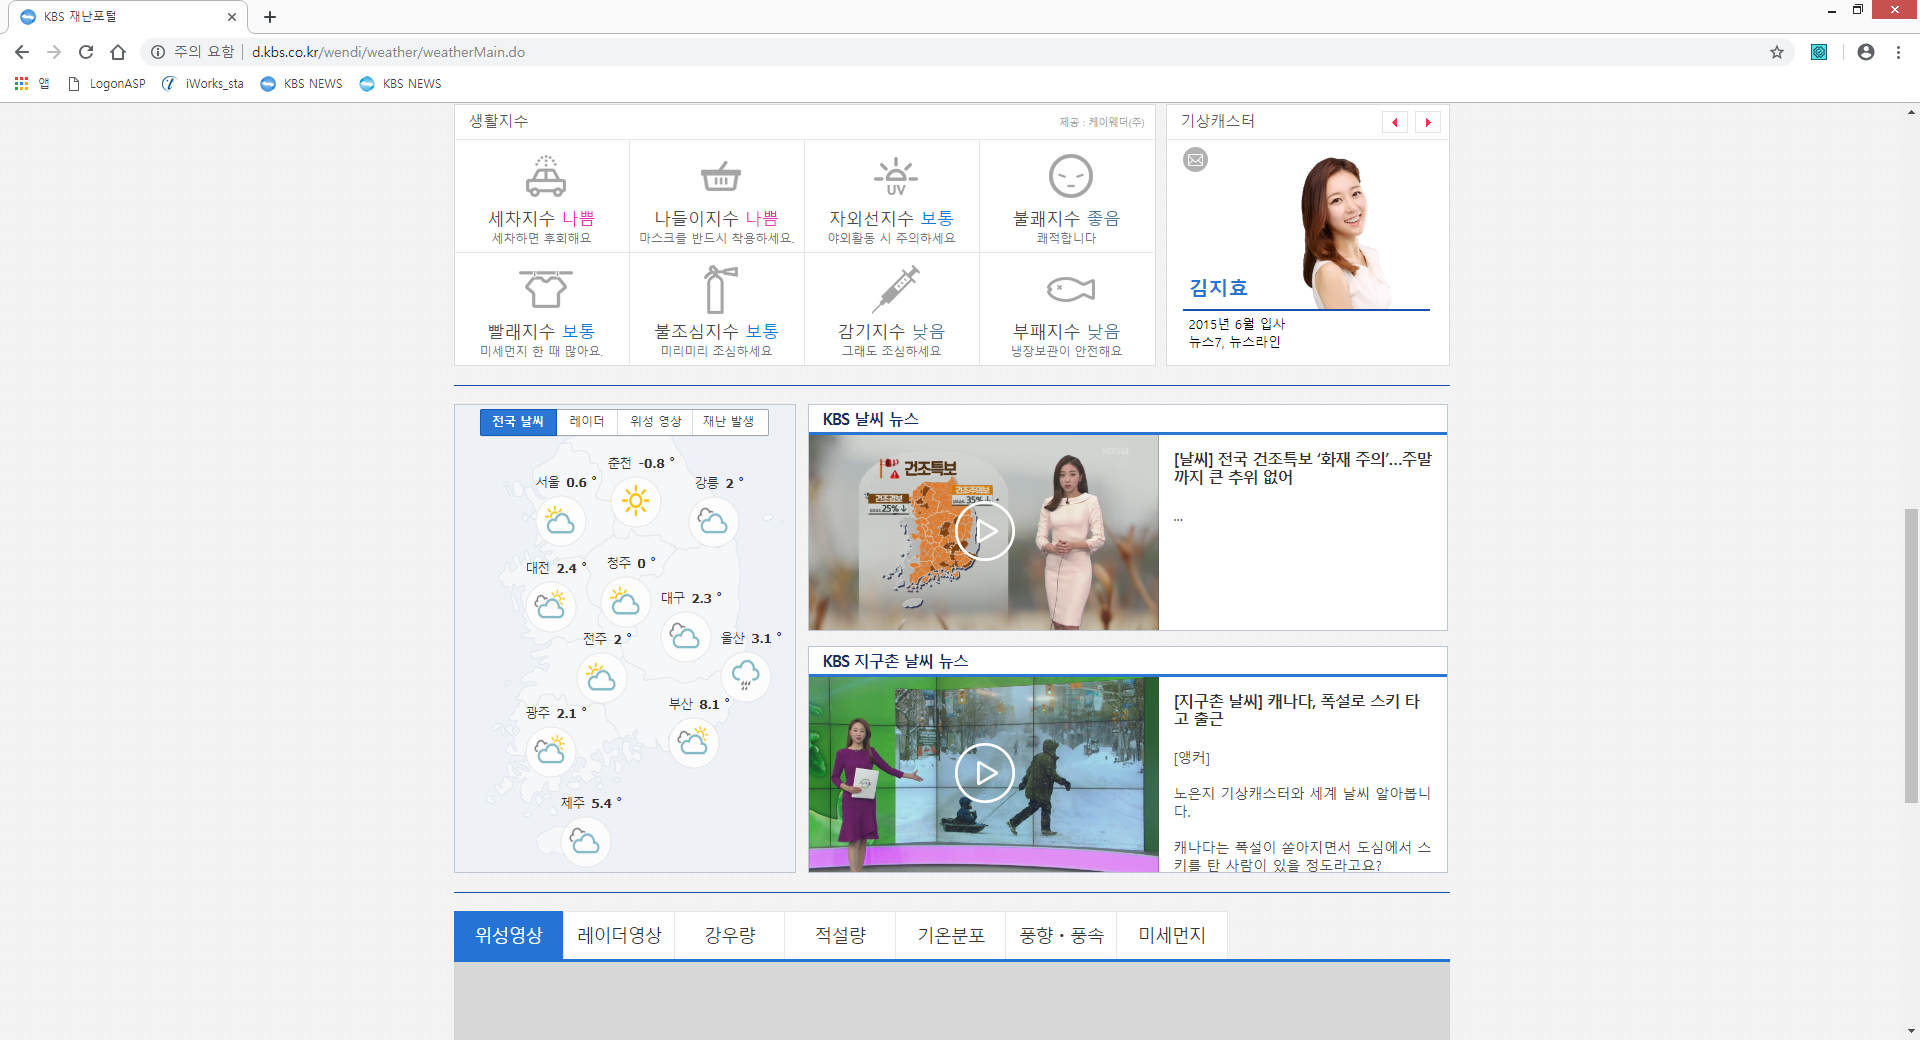 KBS 재난포털
주의 요함 | d.kbs.co.kr/wendi/weather/weatherMain.do
앱 LogonASP iWorks_sta KBS NEWS KBS NEWS
생활지수 제공 : 케이웨더(주)
세차지수 나쁨
세차하면 후회해요
나들이지수 나쁨
마스크를 반드시 착용하세요.
UV
자외선지수 보통
야외활동 시 주의하세요
불쾌지수 좋음
쾌적합니다
빨래지수 보통
미세먼지 한 때 많아요.
불조심지수 보통
미리미리 조심하세요
감기지수 낮음
그래도 조심하세요
부패지수 낮음
냉장보관이 안전해요
기상캐스터
김지효
2015년 6월 입사
뉴스7, 뉴스라인
전국 날씨 레이더 위성 영상 재난 발생
춘천 -0.8 °
서울 0.6 °
강릉 2 °
대전 2.4 °
청주 0 °
대구 2.3 °
전주 2 °
울산 3.1 °
부산 8.1 °
광주 2.1 °
제주 5.4 °
KBS 날씨 뉴스
건조특보
건조경보
25%↓
건조주의보
35%↓
[날씨] 전국 건조특보 ‘화재 주의’…주말
까지 큰 추위 없어
...
KBS 지구촌 날씨 뉴스
[지구촌 날씨] 캐나다, 폭설로 스키 타
고 출근
[앵커]
노은지 기상캐스터와 세계 날씨 알아봅니
다.
캐나다는 폭설이 쏟아지면서 도심에서 스
키를 탄 사람이 있을 정도라고요?
위성영상 레이더영상 강우량 적설량 기온분포 풍향・풍속 미세먼지